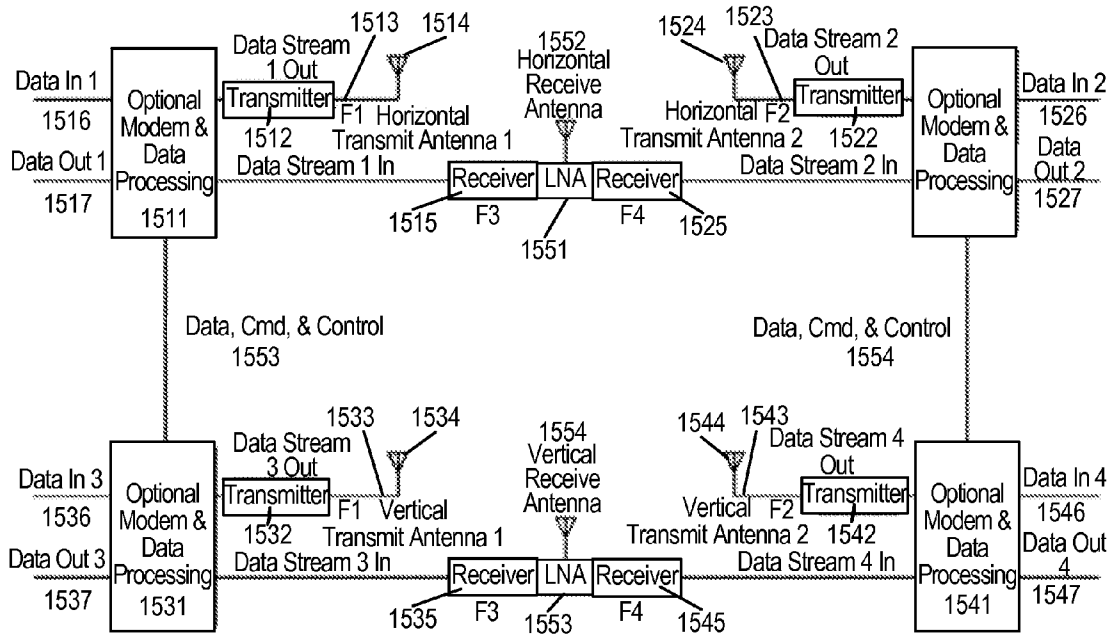 1513
1514
Data Stream
1 Out
Data In 1
1516
Data Out 1
1517
Optional
Modem &
Data
Processing
1511
Transmitter
1512
F1
Horizontal
Transmit Antenna 1
Data Stream 1 In
1552
Horizontal
Receive
Antenna
Receiver
LNA
Receiver
1515
F3
1551
F4
1525
1524
1523
Data Stream 2
Out
Horizontal
Transmit Antenna 2
F2
Transmitter
1522
Data Stream 2 In
Optional
Modem &
Data
Processing
Data In 2
1526
Data
Out 2
1527
Data, Cmd, & Control
1553
Data, Cmd, & Control
1554
1533
1534
Data Stream
3 Out
Data In 3
1536
Data Out 3
1537
Optional
Modem &
Data
Processing
1531
Transmitter
1532
F1
Vertical
Transmit Antenna 1
Data Stream 3 In
1554
Vertical
Receive
Antenna
Receiver
LNA
Receiver
1535
F3
1553
F4
1545
1544
1543
Data Stream 4
Out
Vertical
Transmit Antenna 2
F2
Transmitter
1542
Data Stream 4 In
Optional
Modem &
Data
Processing
1541
Data In 4
1546
Data Out
4
1547